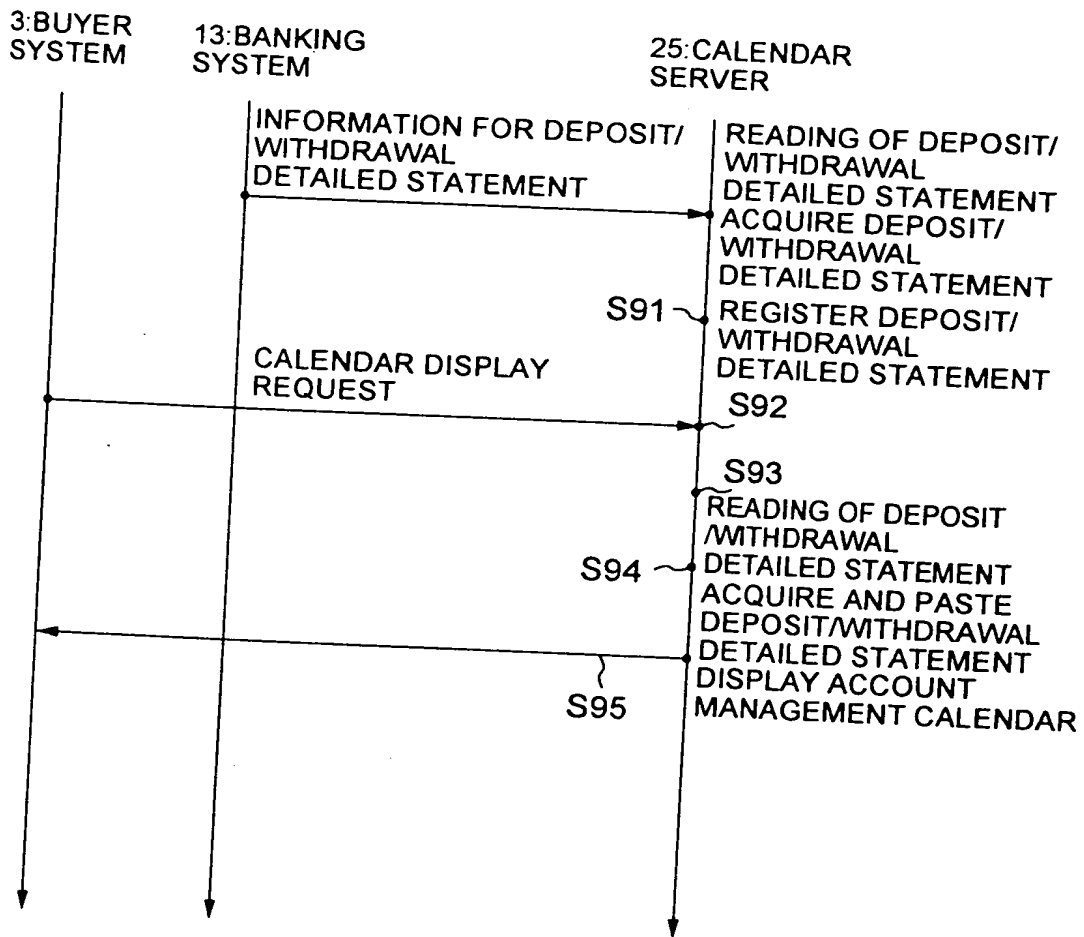 3:BUYER
SYSTEM
13:BANKING
SYSTEM
25:CALENDAR
SERVER
INFORMATION FOR DEPOSIT/
WITHDRAWAL
DETAILED STATEMENT
READING OF DEPOSIT/
WITHDRAWAL
DETAILED STATEMENT
ACQUIRE DEPOSIT/
WITHDRAWAL
DETAILED STATEMENT
S91
REGISTER DEPOSIT/
WITHDRAWAL
DETAILED STATEMENT
CALENDAR DISPLAY
REQUEST
S92
S93
READING OF DEPOSIT
/WITHDRAWAL
DETAILED STATEMENT
S94
ACQUIRE AND PASTE
DEPOSIT/WITHDRAWAL
DETAILED STATEMENT
S95
DISPLAY ACCOUNT
MANAGEMENT CALENDAR